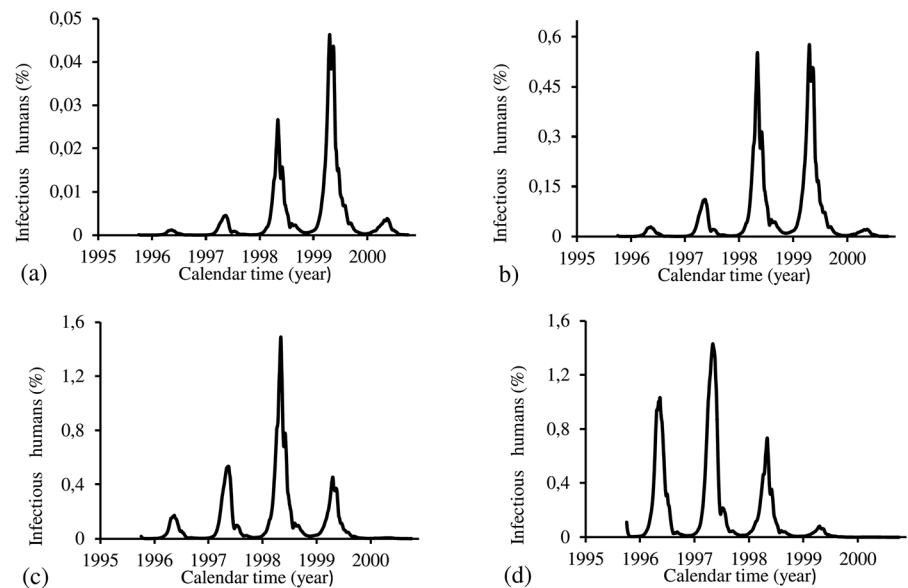 0,05
0,04
0,03
0,02
0,01
0
Infectious humans (%)
1995 1996 1997 1998 1999 2000
Calendar time (year)
(a)
0,6
0,45
0,3
0,15
0
Infectious humans (%)
1995 1996 1997 1998 1999 2000
Calendar time (year)
b)
1,6
1,2
0,8
0,4
0
Infectious humans (%)
1995 1996 1997 1998 1999 2000
Calendar time (year)
(c)
1,6
1,2
0,8
0,4
0
Infectious humans (%)
1995 1996 1997 1998 1999 2000
Calendar time (year)
(d)